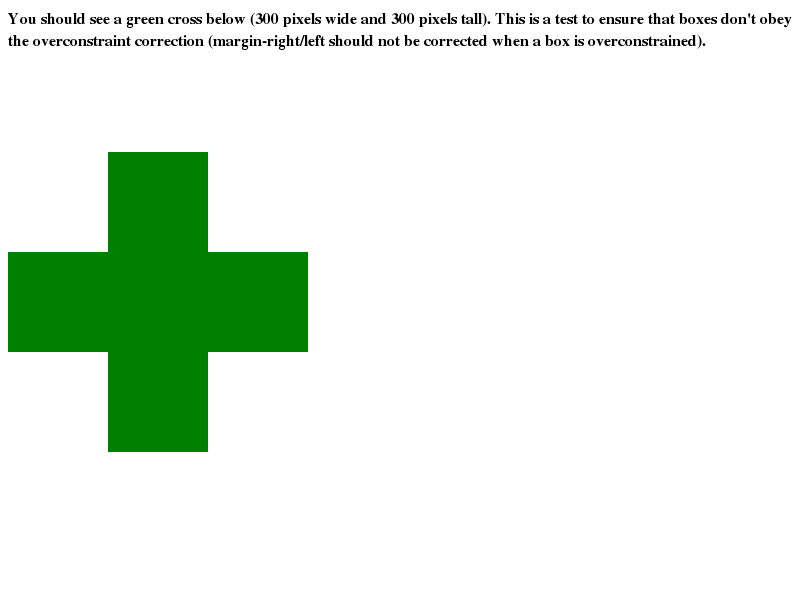 You should see a green cross below (300 pixels wide and 300 pixels tall). This is a test to ensure that boxes don't obey
the overconstraint correction (margin-right/left should not be corrected when a box is overconstrained).